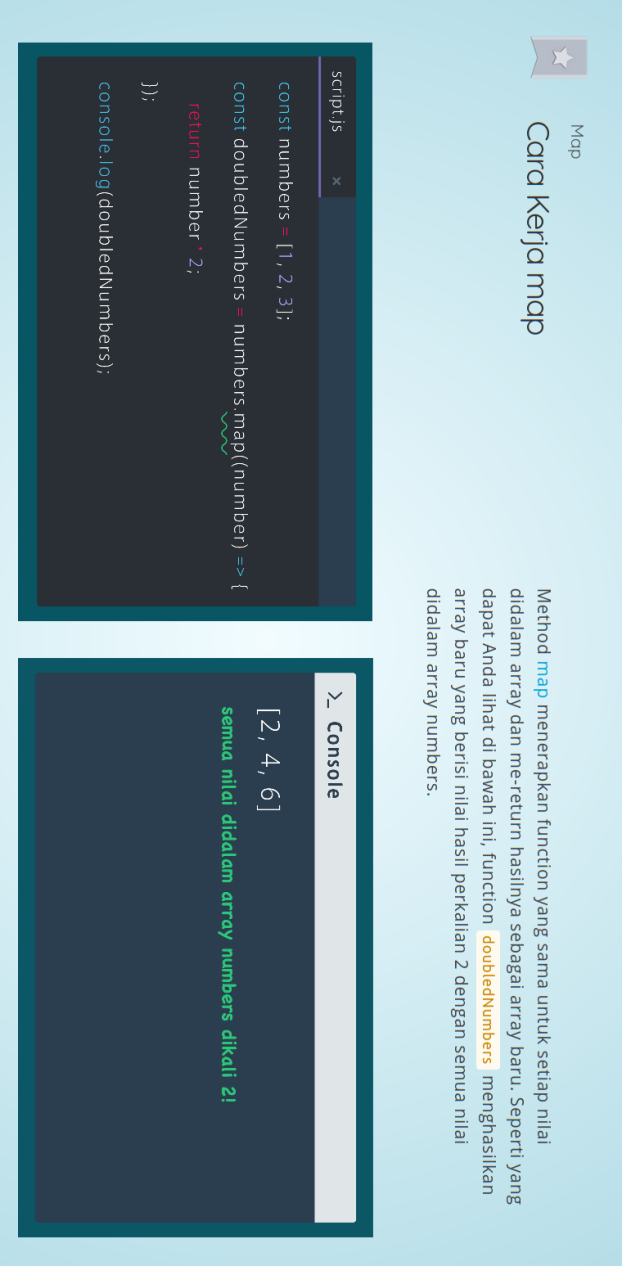 Map
Cara Kerja map
Method map menerapkan function yang sama untuk setiap nilai
didalam array dan me-return hasilnya sebagai array baru. Seperti yang
dapat Anda lihat di bawah ini, function doubledNumbers menghasilkan
array baru yang berisi nilai hasil perkalian 2 dengan semua nilai
didalam array numbers.
script.js ×
const numbers = [1, 2, 3];
const doubledNumbers = numbers.map((number) => {
return number * 2;
});
console.log(doubledNumbers);
>_ Console
[2, 4, 6]
semua nilai didalam array numbers dikali 2!